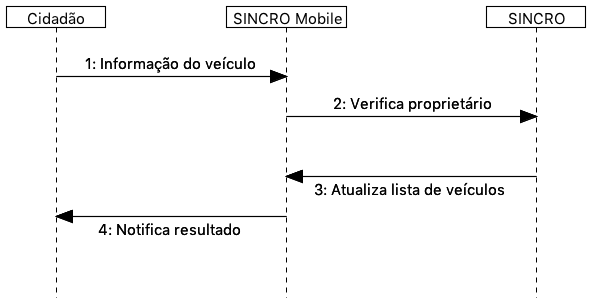 Cidadão
SINCRO Mobile
SINCRO
1: Informação do veículo
2: Verifica proprietário
3: Atualiza lista de veículos
4: Notifica resultado